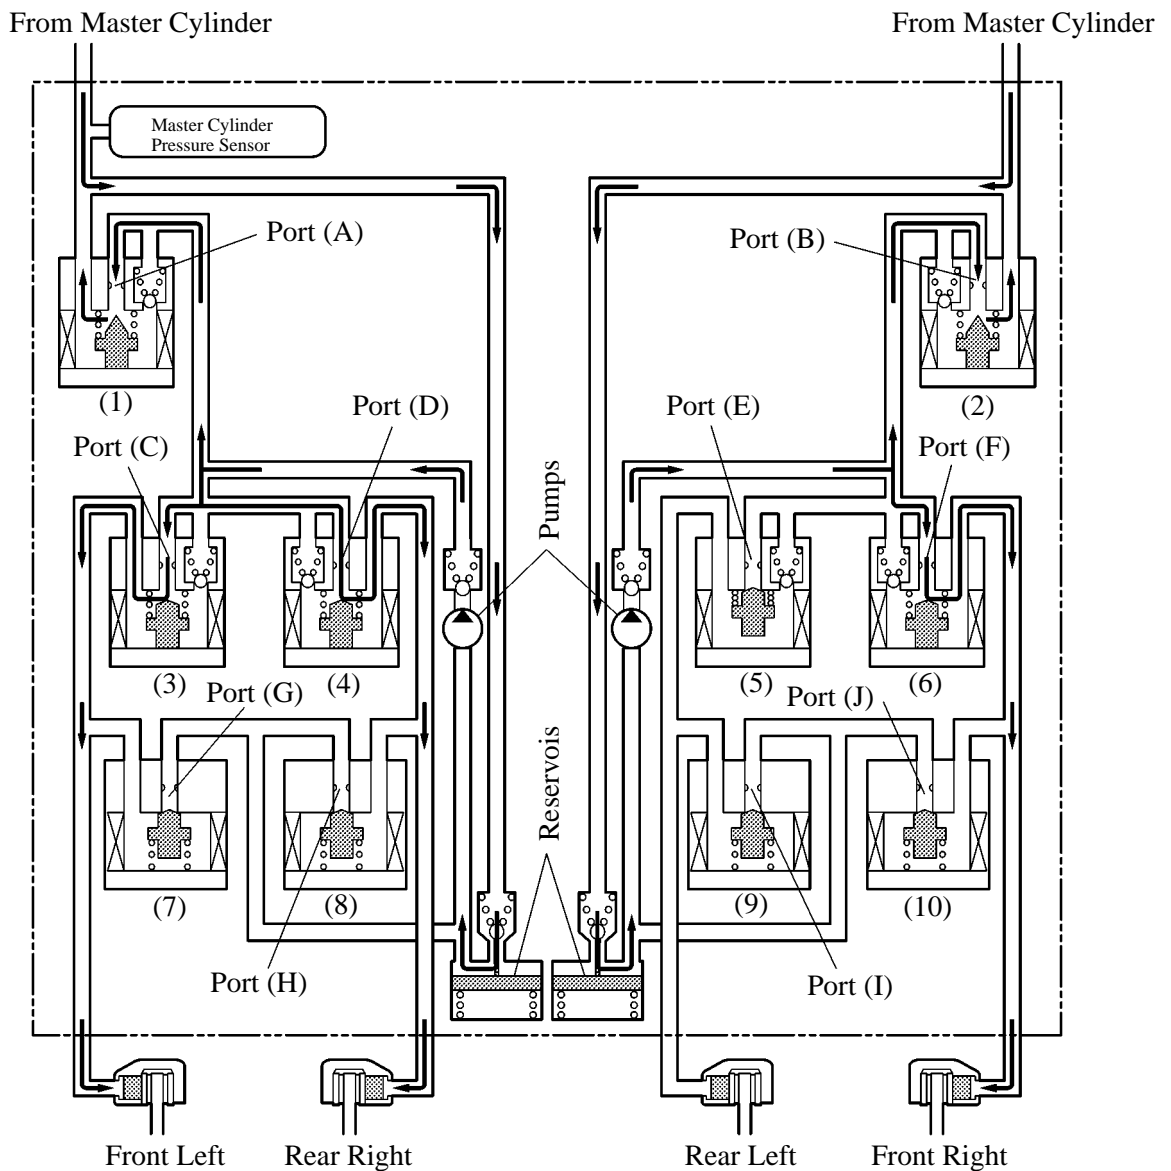 From Master Cylinder
From Master Cylinder
Master Cylinder
Pressure Sensor
Port (A)
Port (B)
(1)
(2)
Port (D)
Port (E)
Port (C)
Port (F)
Pumps
(3)
(4)
(5)
(6)
Port (G)
Port (J)
Reservois
(7)
(8)
(9)
(10)
Port (H)
Port (I)
Front Left
Rear Right
Rear Left
Front Right